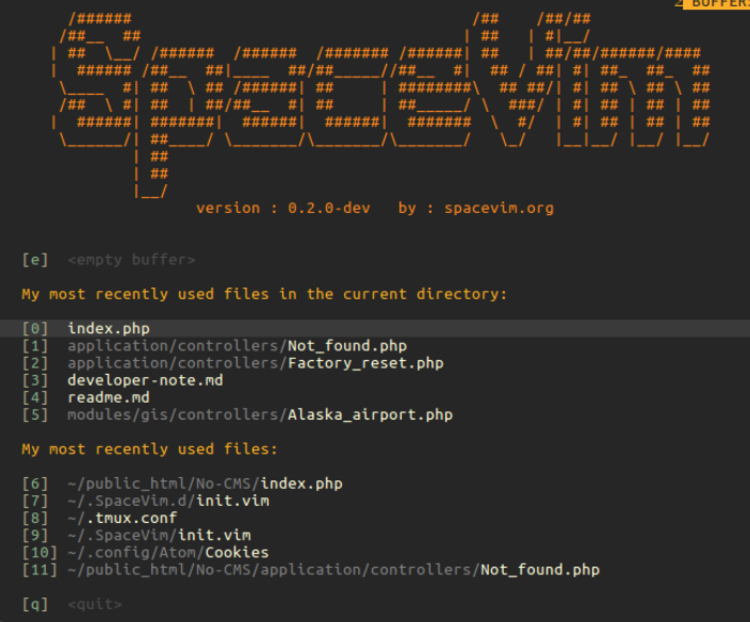 2 BUFFERS
SpaceVim
version : 0.2.0-dev by : spacevim.org
[e] <empty buffer>
My most recently used files in the current directory:
[0] index.php
[1] application/controllers/Not_found.php
[2] application/controllers/Factory_reset.php
[3] developer-note.md
[4] readme.md
[5] modules/gis/controllers/Alaska_airport.php
My most recently used files:
[6] ~/public_html/No-CMS/index.php
[7] ~/.SpaceVim.d/init.vim
[8] ~/.tmux.conf
[9] ~/.SpaceVim/init.vim
[10] ~/.config/Atom/Cookies
[11] ~/public_html/No-CMS/application/controllers/Not_found.php
[q] <quit>